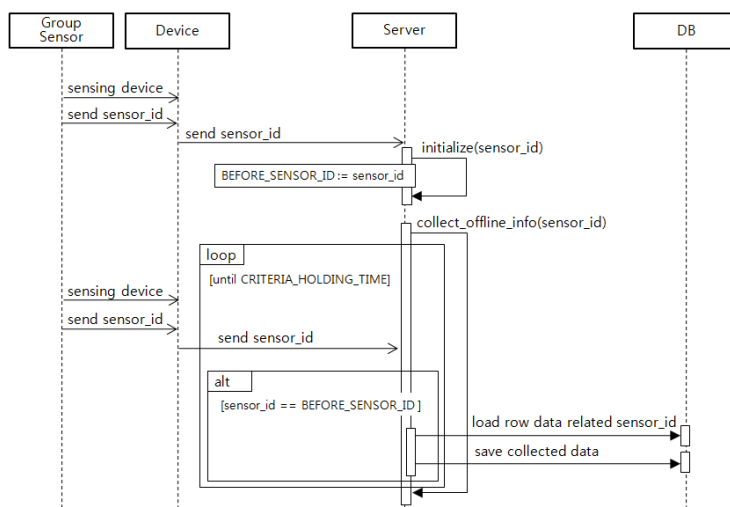 Group
Sensor
Device
Server
DB
sensing device
send sensor_id
send sensor_id
initialize(sensor_id)
BEFORE_SENSOR_ID := sensor_id
collect_offline_info(sensor_id)
loop
[until CRITERIA_HOLDING_TIME]
sensing device
send sensor_id
send sensor_id
alt
[sensor_id == BEFORE_SENSOR_ID ]
load row data related sensor_id
save collected data